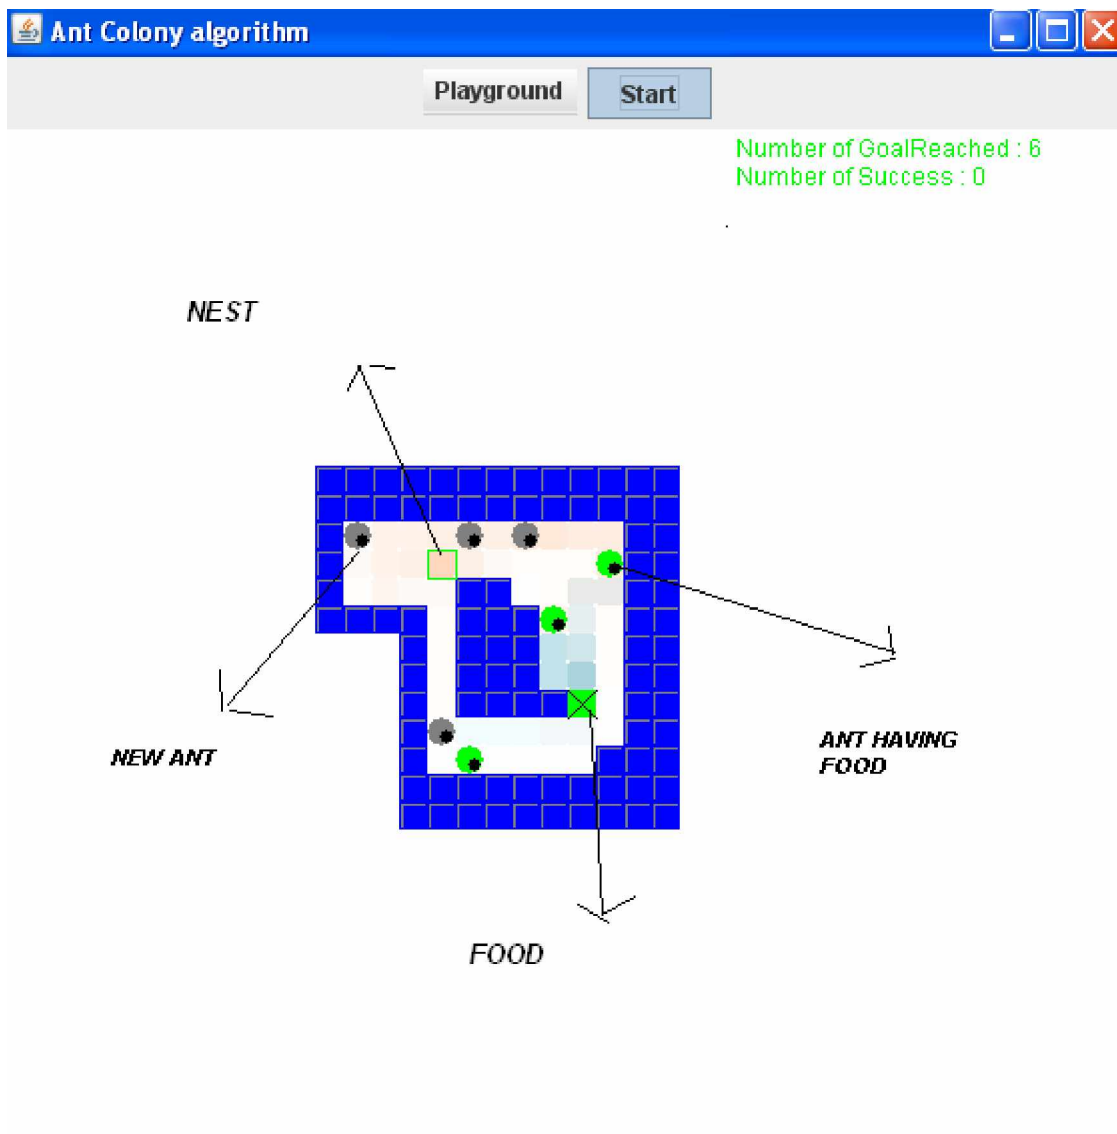 Ant Colony algorithm
Playground
Start
Number of GoalReached : 6
Number of Success : 0
NEST
NEW ANT
ANT HAVING
FOOD
FOOD